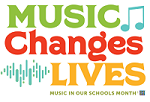 MUSIC
Changes
LIVES
MUSIC IN OUR SCHOOLS MONTH